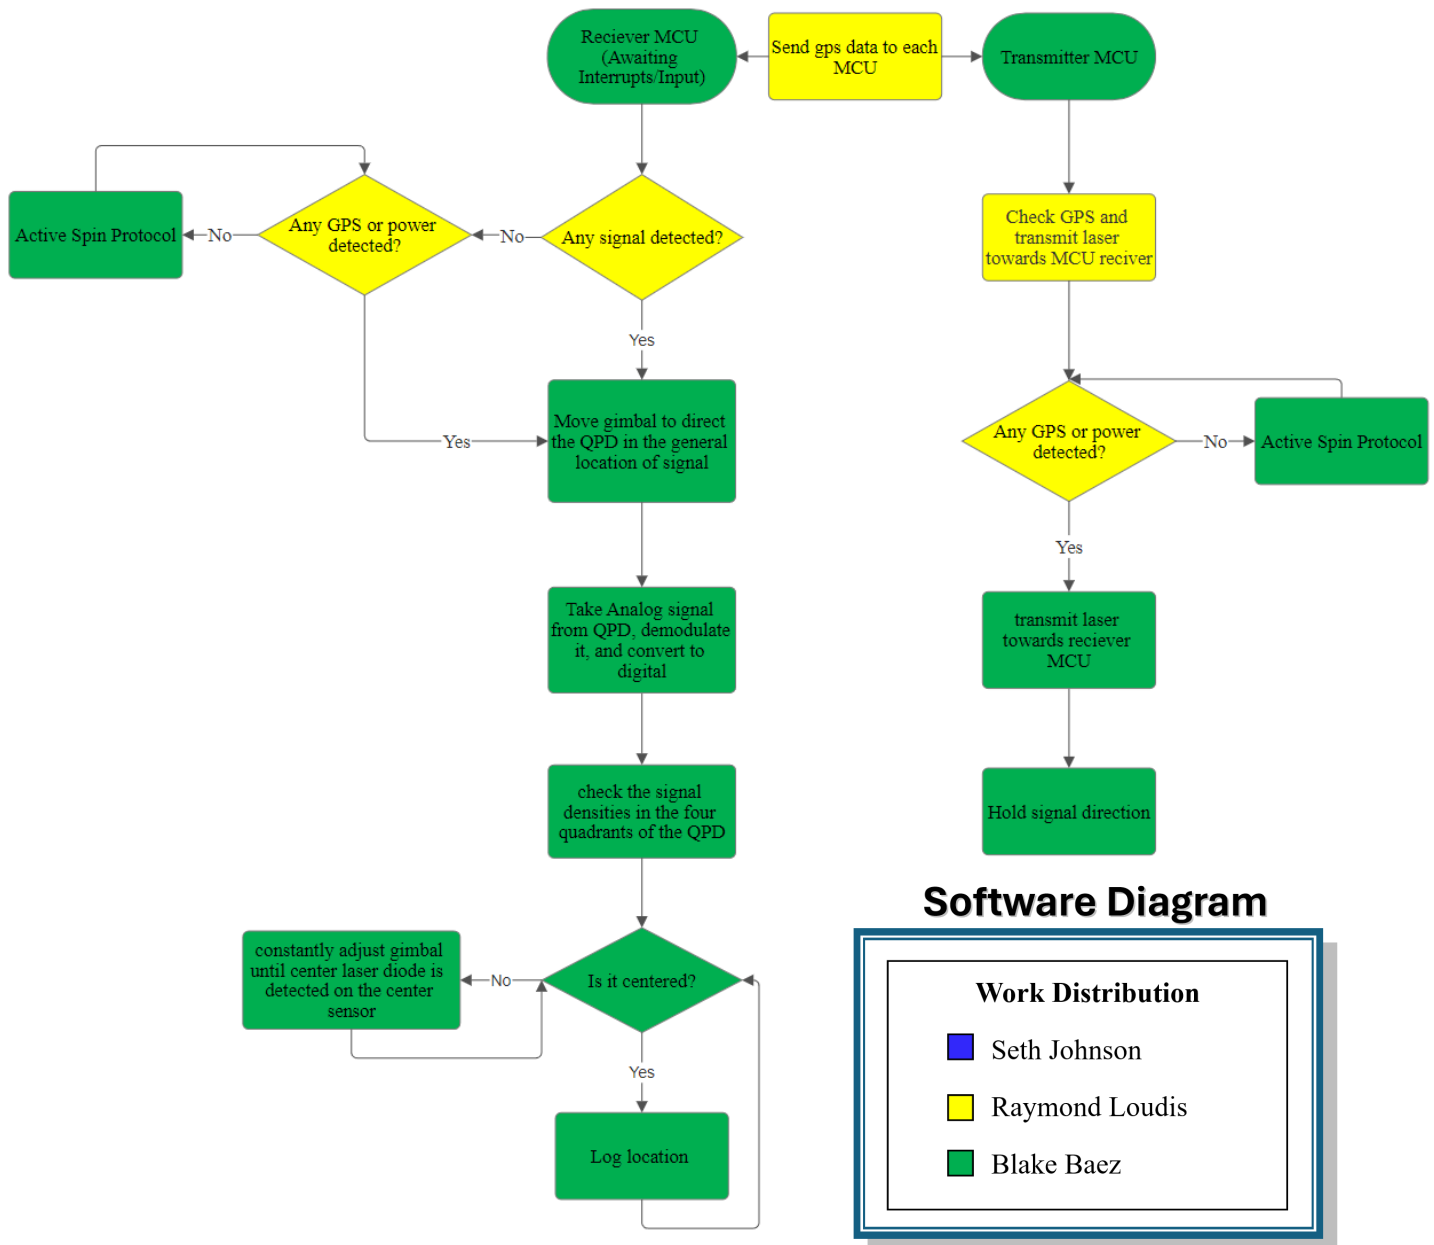 Reciever MCU
(Awaiting
Interrupts/Input)
Send gps data to each
MCU
Transmitter MCU
Active Spin Protocol
No
Any GPS or power
detected?
No
Any signal detected?
Check GPS and
transmit laser
towards MCU reciver
Yes
Yes
Move gimbal to direct
the QPD in the general
location of signal
Any GPS or power
detected?
No
Active Spin Protocol
Yes
Take Analog signal
from QPD, demodulate
it, and convert to
digital
transmit laser
towards reciever
MCU
check the signal
densities in the four
quadrants of the QPD
Hold signal direction
constantly adjust gimbal
until center laser diode is
detected on the center
sensor
No
Is it centered?
Yes
Log location
Software Diagram
Work Distribution
Seth Johnson
Raymond Loudis
Blake Baez